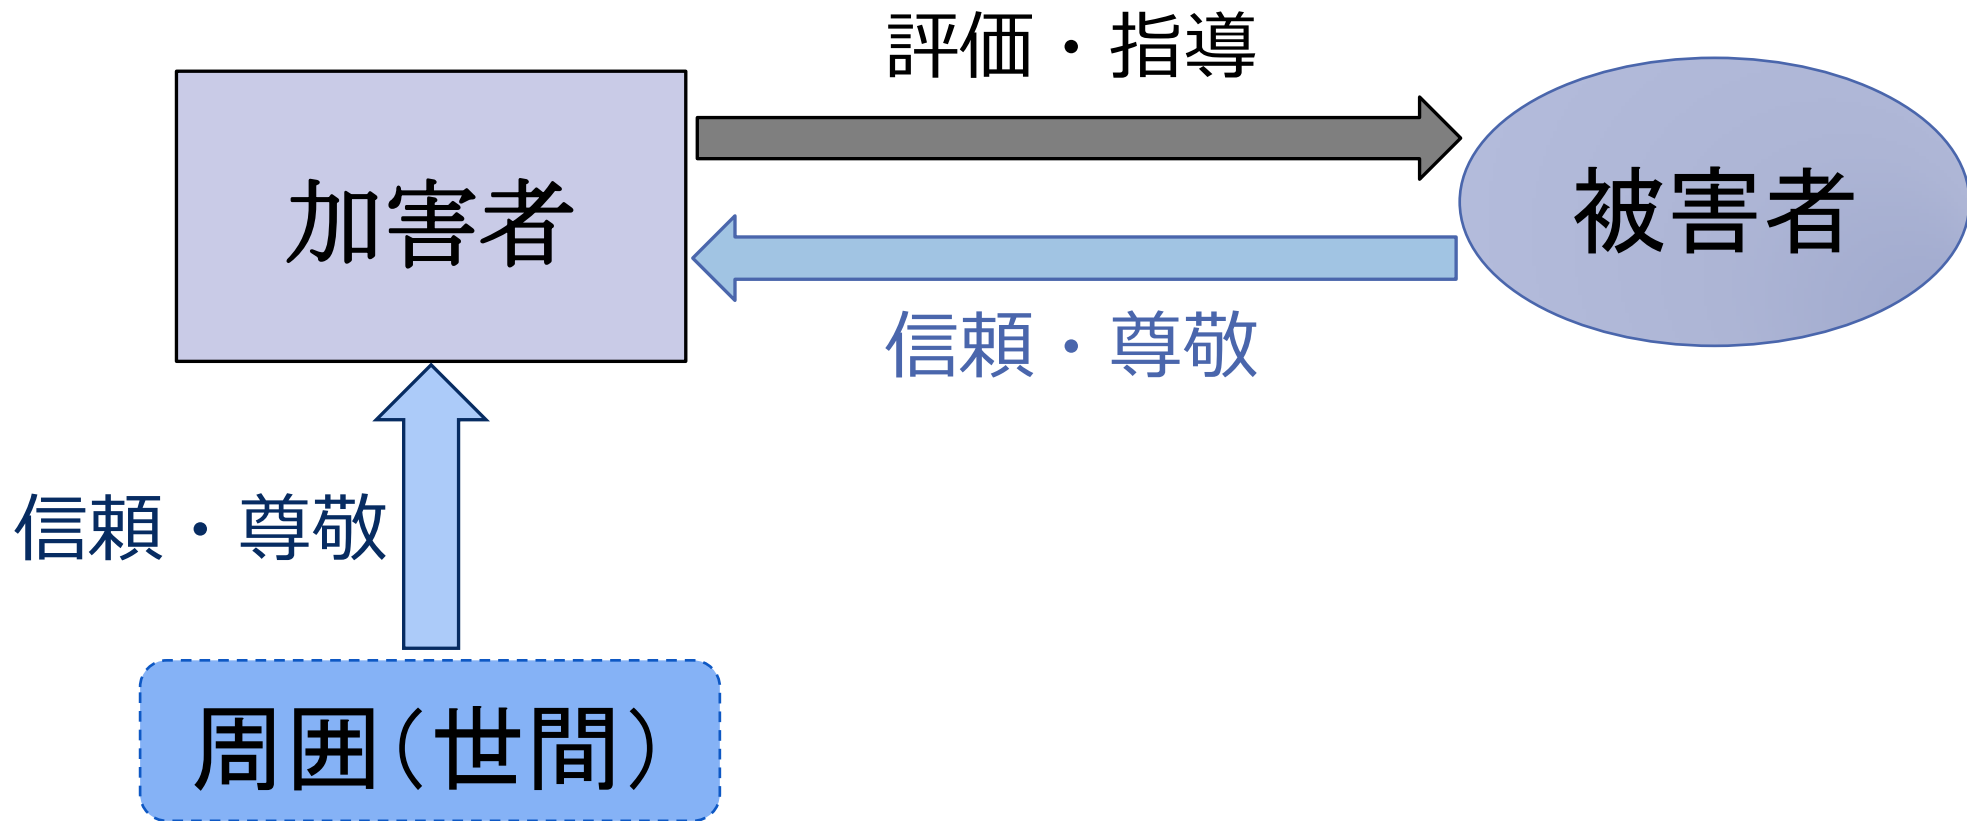 評価・指導
加害者
被害者
信頼・尊敬
信頼・尊敬
周囲(世間)